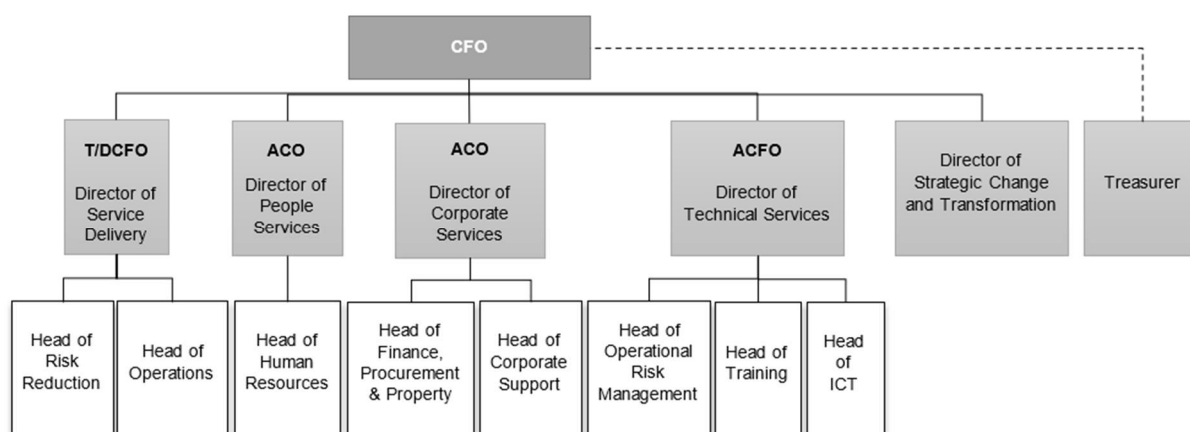 CFO
T/DCFO
Director of
Service
Delivery
ACO
Director of
People
Services
ACO
Director of
Corporate
Services
ACFO
Director of
Technical Services
Director of
Strategic Change
and Transformation
Treasurer
Head of
Risk
Reduction
Head of
Operations
Head of
Human
Resources
Head of
Finance,
Procurement
& Property
Head of
Corporate
Support
Head of
Operational
Risk
Management
Head of
Training
Head
of
ICT